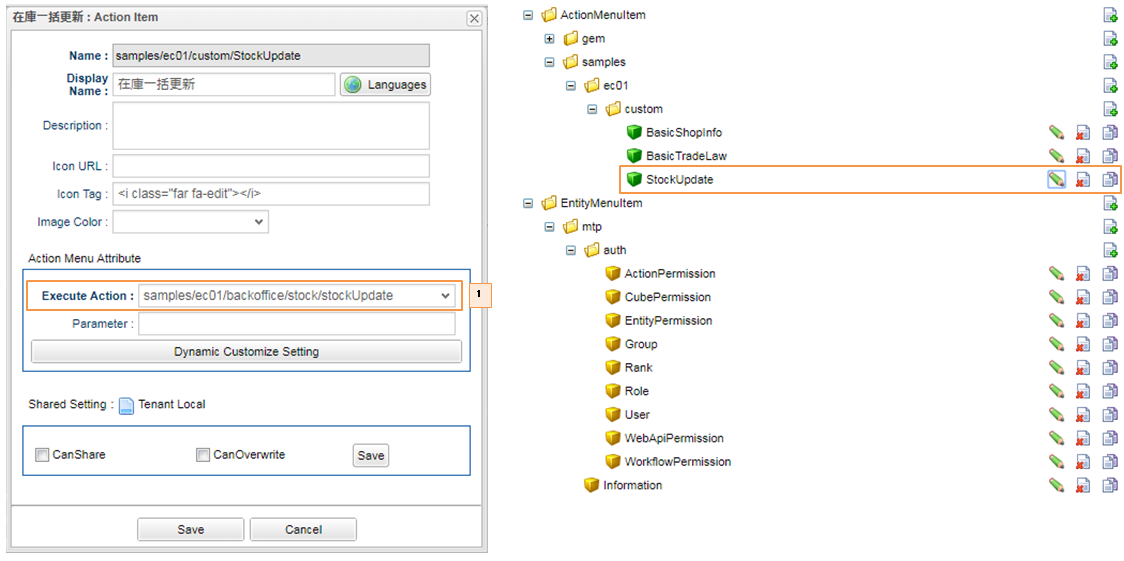 在庫一括更新 : Action Item
Name : samples/ec01/custom/StockUpdate
Display Name : 在庫一括更新 Languages
Description :
Icon URL :
Icon Tag : <i class="far fa-edit"></i>
Image Color :
Action Menu Attribute
Execute Action : samples/ec01/backoffice/stock/stockUpdate 1
Parameter :
Dynamic Customize Setting
Shared Setting : Tenant Local
CanShare CanOverwrite Save
Save Cancel
ActionMenuItem
gem
samples
ec01
custom
BasicShopInfo
BasicTradeLaw
StockUpdate
EntityMenuItem
mtp
auth
ActionPermission
CubePermission
EntityPermission
Group
Rank
Role
User
WebApiPermission
WorkflowPermission
Information